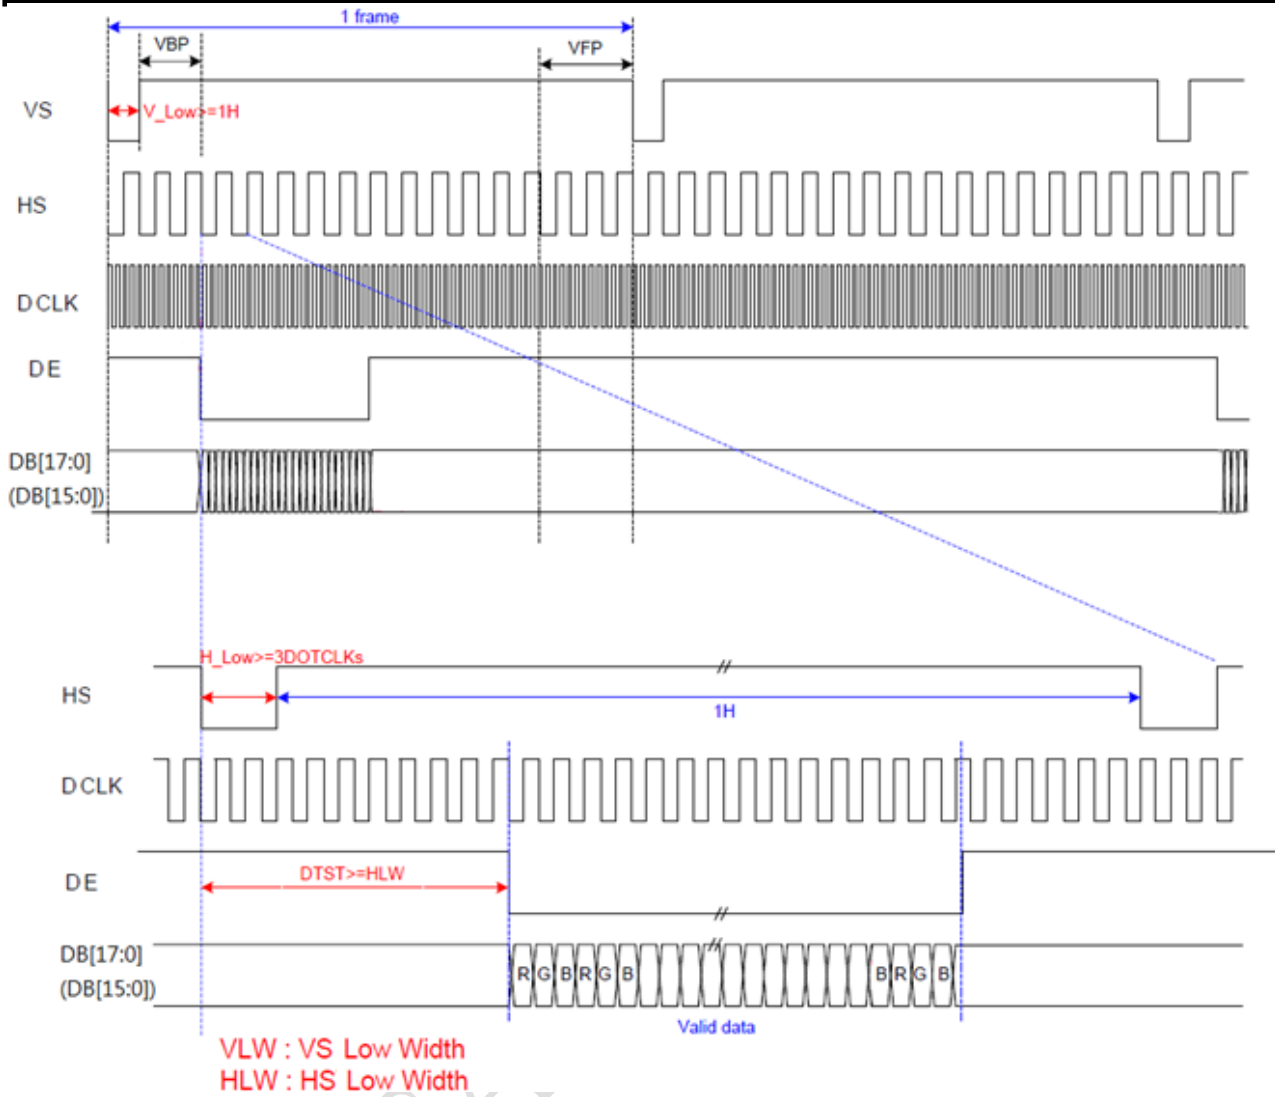 1 frame
VBP
VFP
VS
V_Low>=1H
HS
DCLK
DE
DB[17:0]
(DB[15:0])
H_Low>=3DOTCLKs
HS
1H
DCLK
DTST>=HLW
DE
DB[17:0]
(DB[15:0])
R G B R G B B R G B
Valid data
VLW : VS Low Width
HLW : HS Low Width